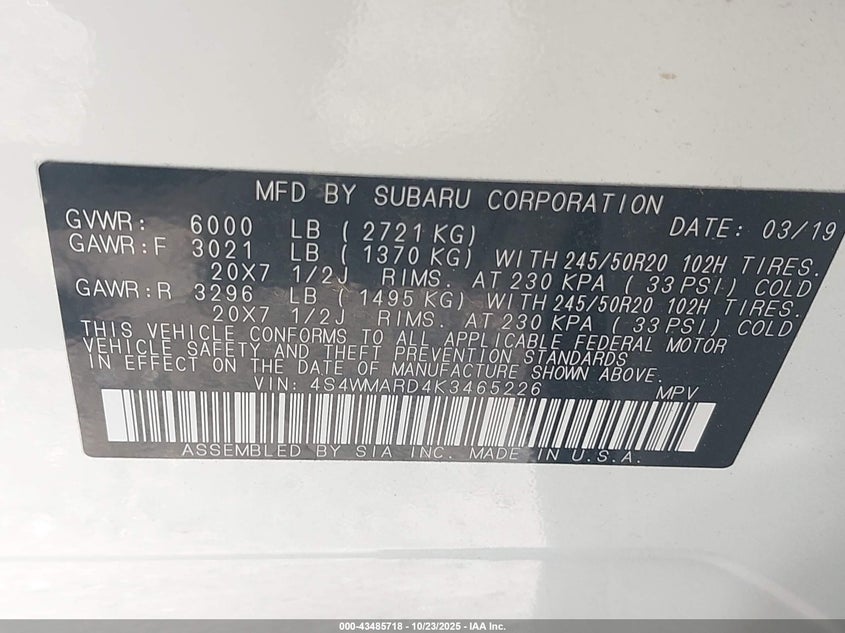 MFD BY SUBARU CORPORATION
GVWR: 6000 LB ( 2721 KG) DATE: 03/19
GAWR:F 3021 LB ( 1370 KG) WITH 245/50R20 102H TIRES.
20X7 1/2J RIMS. AT 230 KPA ( 33 PSI) COLD
GAWR:R 3296 LB ( 1495 KG) WITH 245/50R20 102H TIRES.
20X7 1/2J RIMS. AT 230 KPA ( 33 PSI) COLD
THIS VEHICLE CONFORMS TO ALL APPLICABLE FEDERAL MOTOR
VEHICLE SAFETY AND THEFT PREVENTION STANDARDS
IN EFFECT ON THE DATE OF MANUFACTURE SHOWN ABOVE.
VIN: 4S4WMARD4K3465226 MPV
ASSEMBLED BY SIA INC. MADE IN U.S.A.
000-43485718 - 10/23/2025 - IAA Inc.